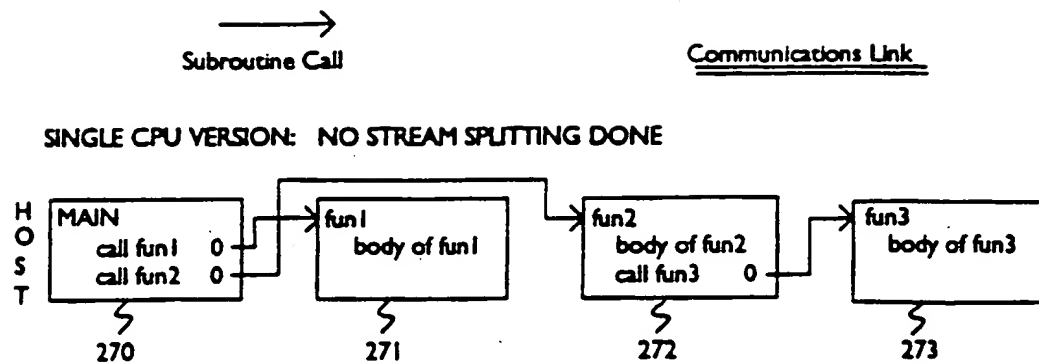 Subroutine Call
Communications Link
SINGLE CPU VERSION: NO STREAM SPLITTING DONE
HOST
MAIN
call fun1 0
call fun2 0
fun1
body of fun1
fun2
body of fun2
call fun3 0
fun3
body of fun3
270
271
272
273